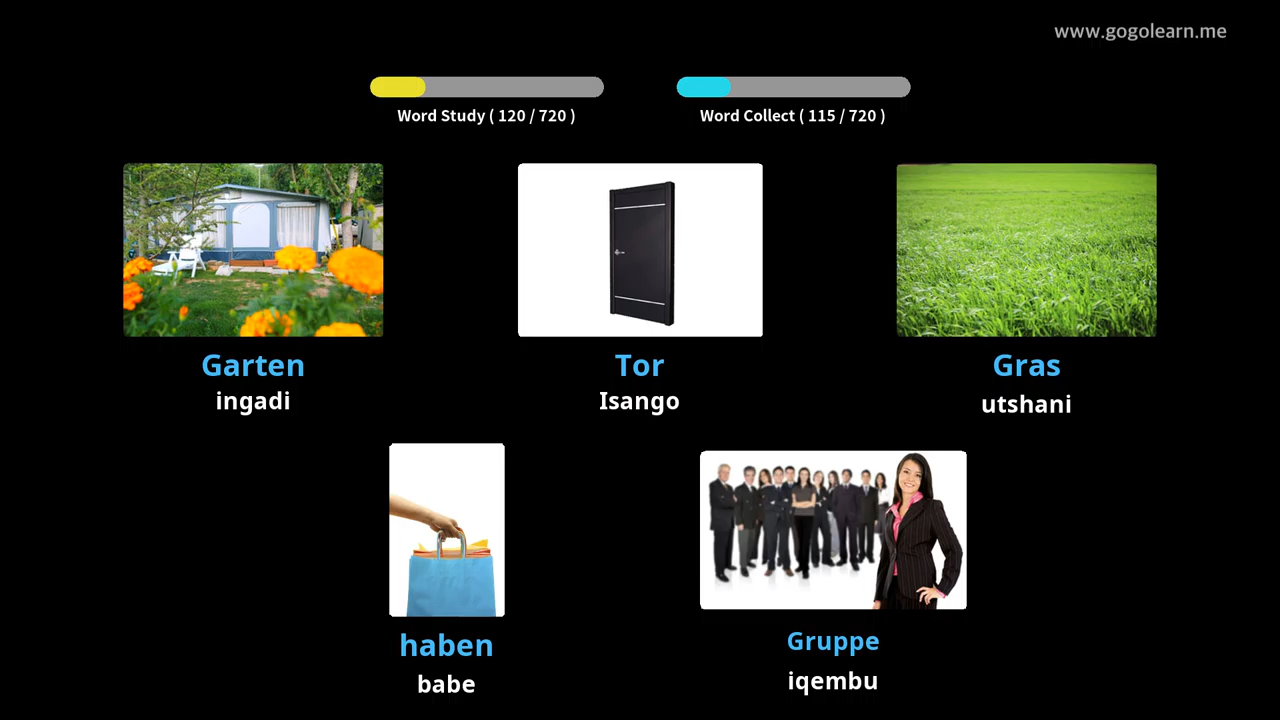 www.gogolearn.me
Word Study ( 120 / 720 )
Word Collect ( 115 / 720 )
Garten
ingadi
Tor
Isango
Gras
utshani
haben
babe
Gruppe
iqembu